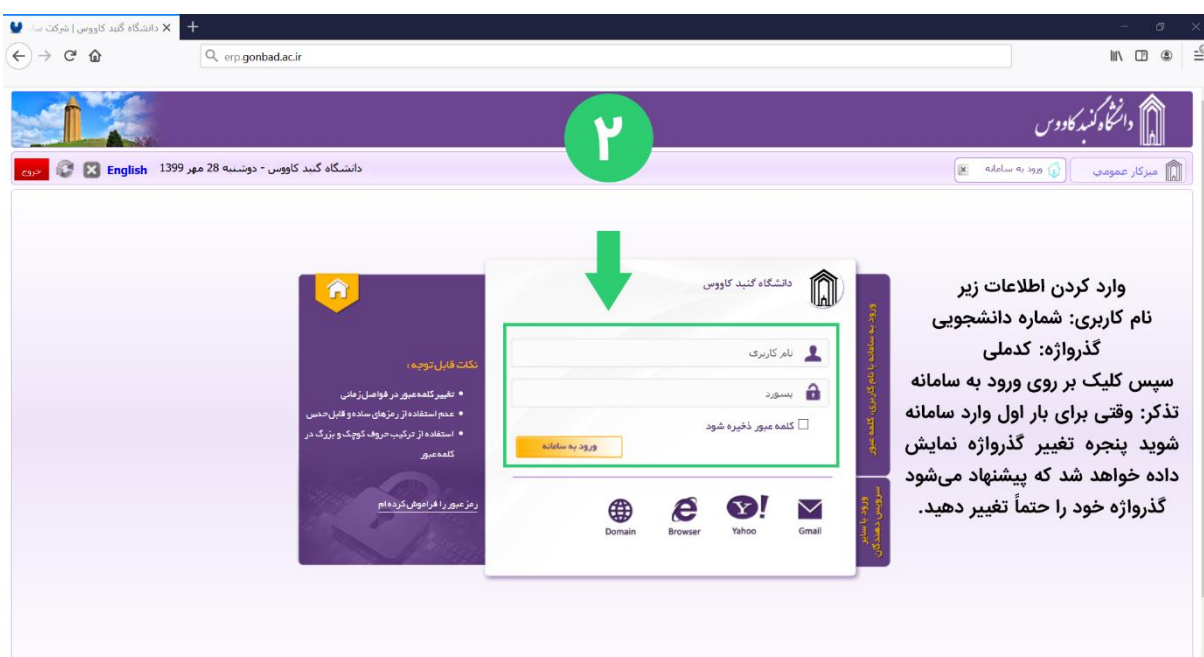 دانشگاه گنبد کاووس | شرکت سا
erp.gonbad.ac.ir
دانشگاه گنبد کاووس
۲
میزکار عمومی
ورود به سامانه
دانشگاه گنبد کاووس - دوشنبه 28 مهر 1399
English
خروج
وارد کردن اطلاعات زیر
نام کاربری: شماره دانشجویی
گذرواژه: کدملی
سپس کلیک بر روی ورود به سامانه
تذکر: وقتی برای بار اول وارد سامانه
شوید پنجره تغییر گذرواژه نمایش
داده خواهد شد که پیشنهاد می‌شود
گذرواژه خود را حتماً تغییر دهید.
ورود به سامانه با نام کاربری، کلمه عبور
ورود با سایر
سرویس دهندگان
دانشگاه گنبد کاووس
نام کاربری
پسورد
کلمه عبور ذخیره شود
ورود به سامانه
Gmail
Yahoo
Browser
Domain
نکات قابل توجه :
تغییر کلمه عبور در فواصل زمانی
عدم استفاده از رمزهای ساده و قابل حدس
استفاده از ترکیب حروف کوچک و بزرگ در
کلمه عبور
رمز عبور را فراموش کرده ام